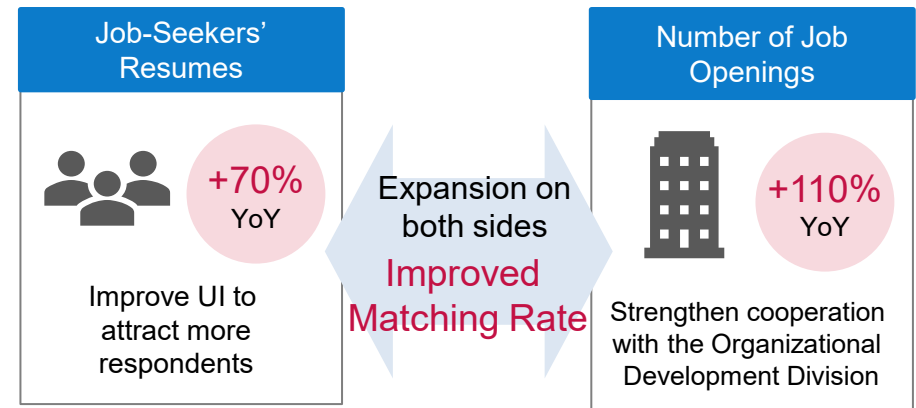 Job-Seekers’
Resumes
+70%
YoY
Improve UI to
attract more
respondents
Expansion on
both sides
Improved
Matching Rate
Number of Job
Openings
+110%
YoY
Strengthen cooperation
with the Organizational
Development Division